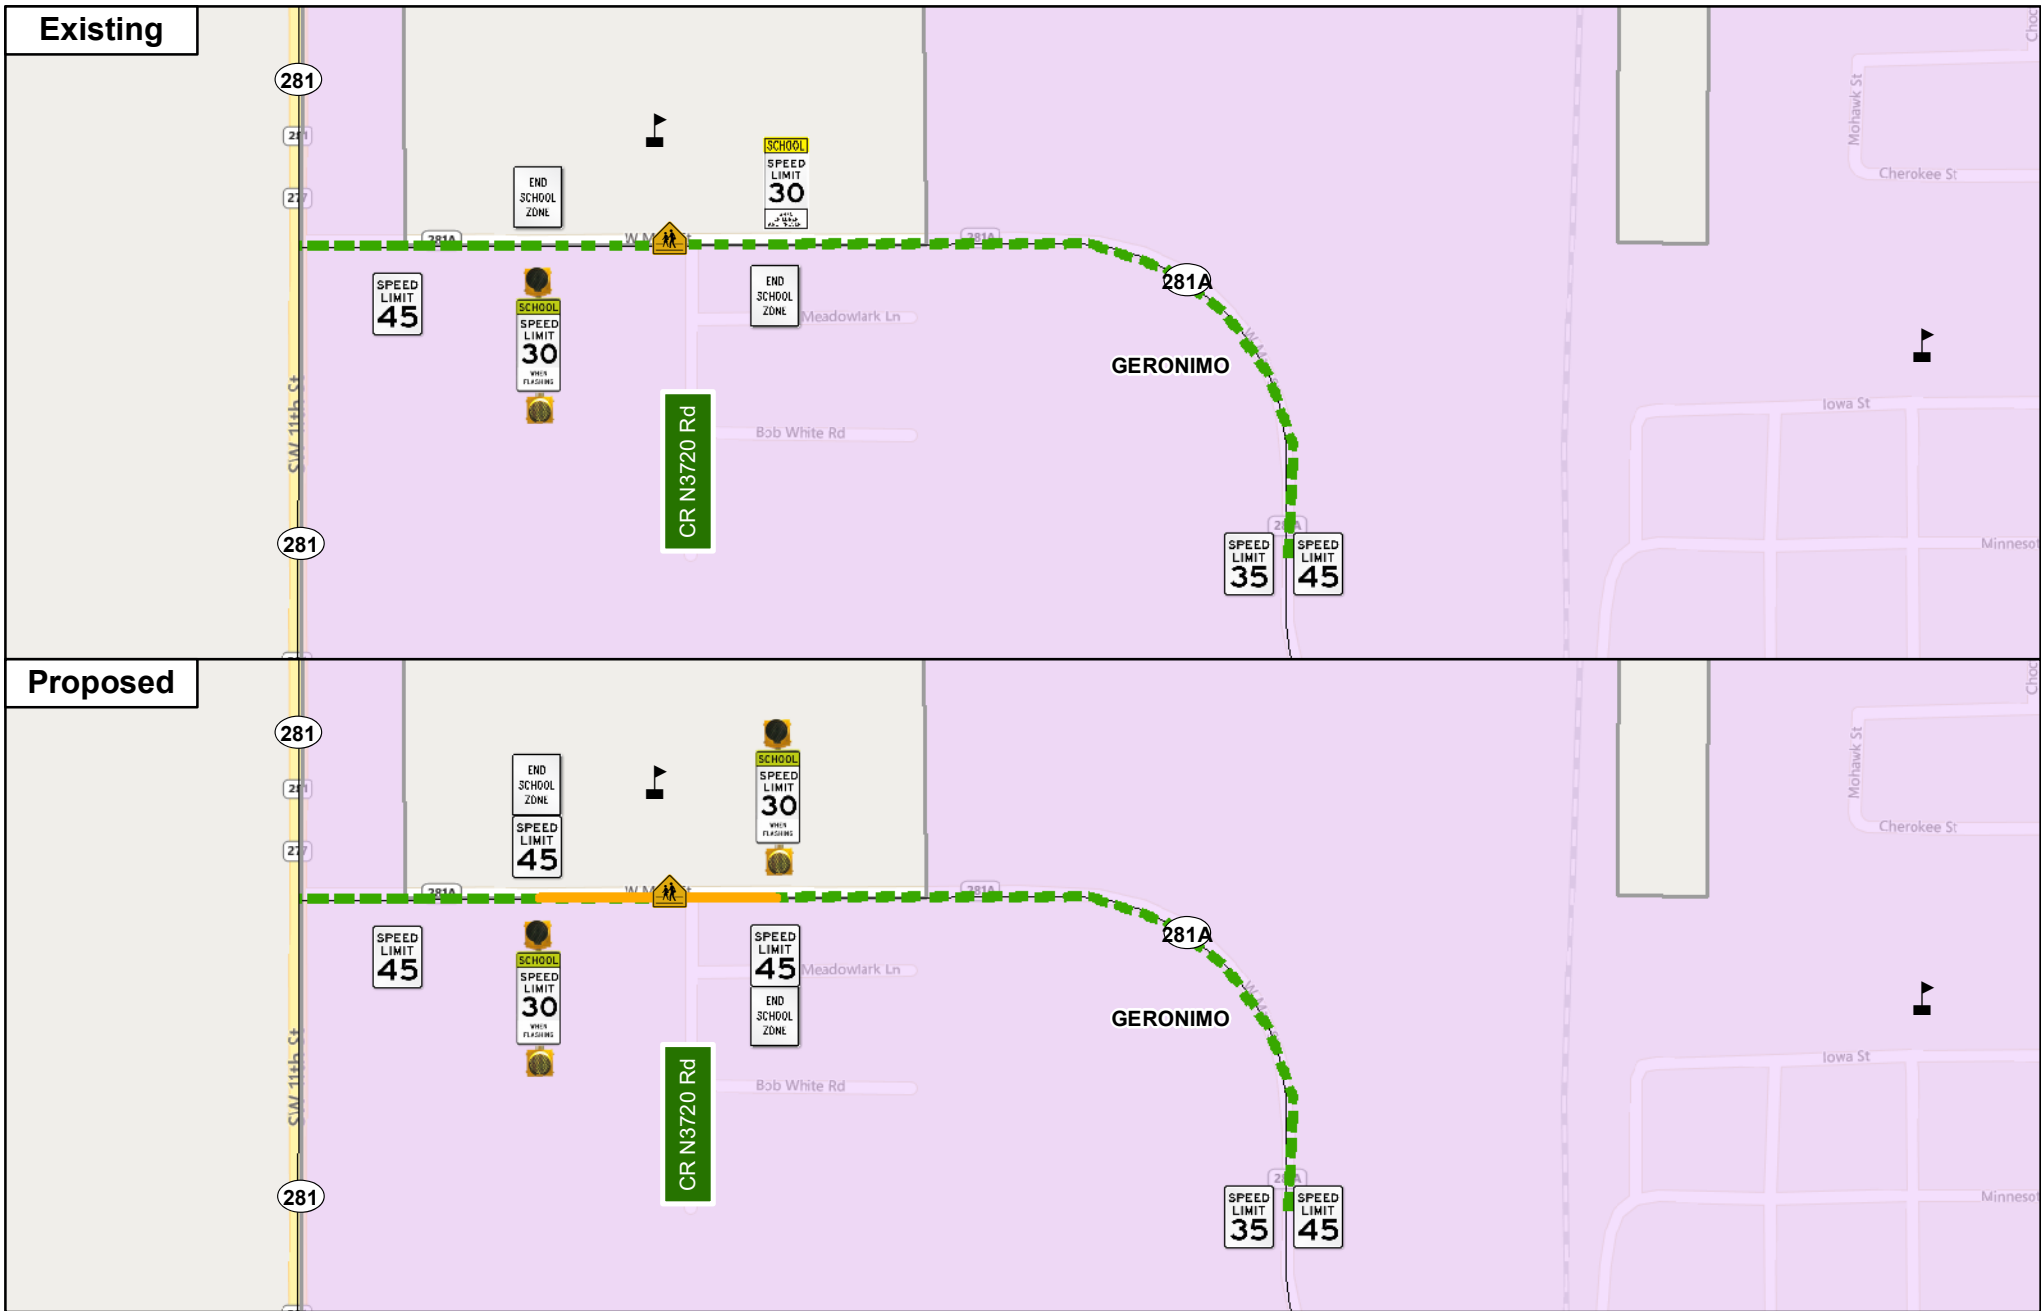 Existing
281
281
277
SCHOOL
SPEED
LIMIT
30
END
SCHOOL
ZONE
281A
281A
SPEED
LIMIT
45
SCHOOL
SPEED
LIMIT
30
WHEN
FLASHING
END
SCHOOL
ZONE
Meadowlark Ln
281A
GERONIMO
SW 11th St
CR N3720 Rd
Bob White Rd
281
SPEED
LIMIT
35
SPEED
LIMIT
45
Mohawk St
Cherokee St
Choc
Iowa St
Minnesot
Proposed
281
281
277
END
SCHOOL
ZONE
SPEED
LIMIT
45
SCHOOL
SPEED
LIMIT
30
WHEN
FLASHING
281A
281A
SPEED
LIMIT
45
SCHOOL
SPEED
LIMIT
30
WHEN
FLASHING
SPEED
LIMIT
45
END
SCHOOL
ZONE
Meadowlark Ln
281A
GERONIMO
SW 11th St
CR N3720 Rd
Bob White Rd
281
SPEED
LIMIT
35
SPEED
LIMIT
45
Mohawk St
Cherokee St
Choc
Iowa St
Minnesot